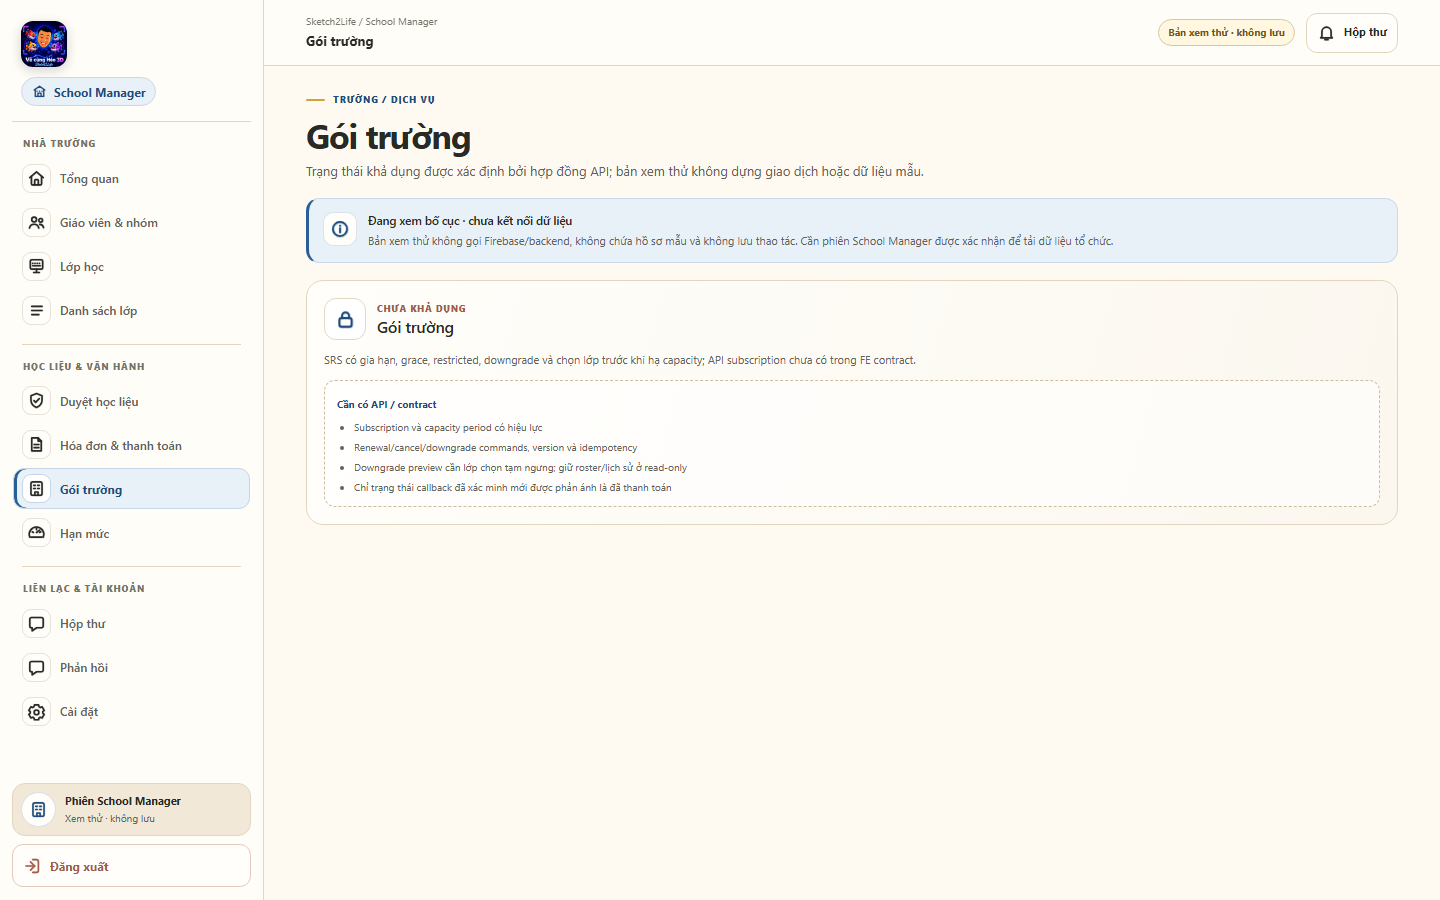 Vẽ cùng Héo 3D
School Manager
NHÀ TRƯỜNG
Tổng quan
Giáo viên & nhóm
Lớp học
Danh sách lớp
HỌC LIỆU & VẬN HÀNH
Duyệt học liệu
Hóa đơn & thanh toán
Gói trường
Hạn mức
LIÊN LẠC & TÀI KHOẢN
Hộp thư
Phản hồi
Cài đặt
Phiên School Manager
Xem thử · không lưu
Đăng xuất
Sketch2Life / School Manager
Gói trường
Bản xem thử · không lưu
Hộp thư
TRƯỜNG / DỊCH VỤ
Gói trường
Trạng thái khả dụng được xác định bởi hợp đồng API; bản xem thử không dựng giao dịch hoặc dữ liệu mẫu.
Đang xem bố cục · chưa kết nối dữ liệu
Bản xem thử không gọi Firebase/backend, không chứa hồ sơ mẫu và không lưu thao tác. Cần phiên School Manager được xác nhận để tải dữ liệu tổ chức.
CHƯA KHẢ DỤNG
Gói trường
SRS có gia hạn, grace, restricted, downgrade và chọn lớp trước khi hạ capacity; API subscription chưa có trong FE contract.
Cần có API / contract
• Subscription và capacity period có hiệu lực
• Renewal/cancel/downgrade commands, version và idempotency
• Downgrade preview cần lớp chọn tạm ngưng; giữ roster/lịch sử ở read-only
• Chỉ trạng thái callback đã xác minh mới được phản ánh là đã thanh toán